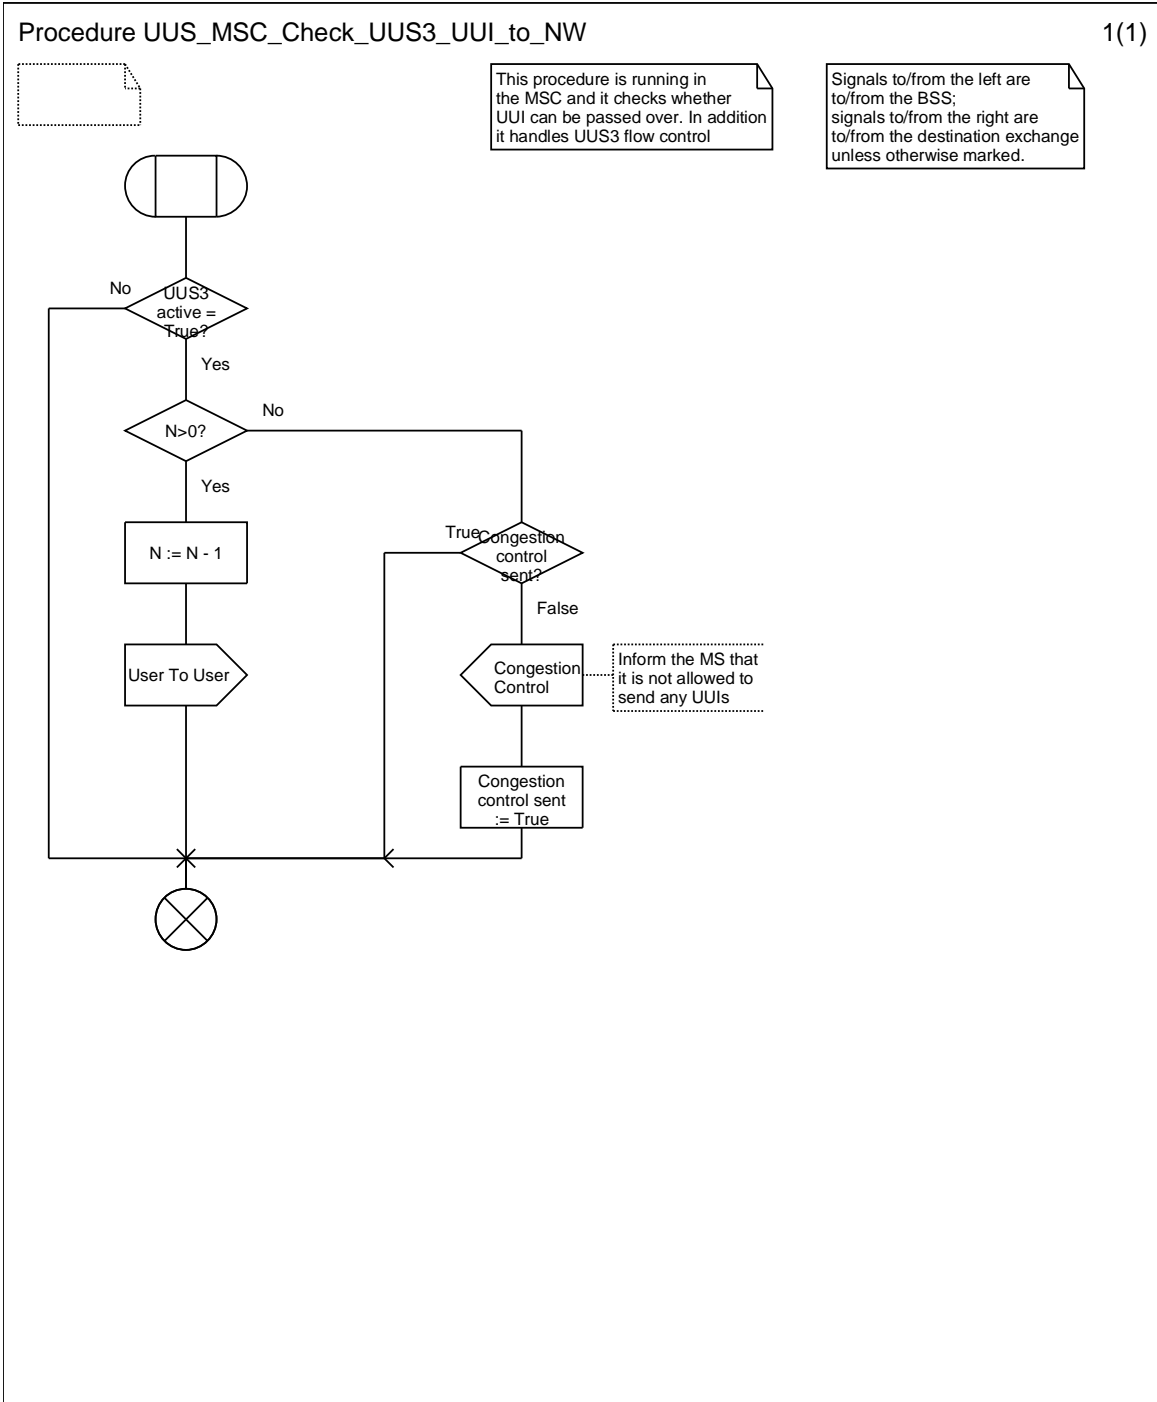 Procedure UUS_MSC_Check_UUS3_UUI_to_NW
1(1)
This procedure is running in
the MSC and it checks whether
UUI can be passed over. In addition
it handles UUS3 flow control
Signals to/from the left are
to/from the BSS;
signals to/from the right are
to/from the destination exchange
unless otherwise marked.
No
UUS3
active =
True?
Yes
N>0?
No
Yes
N := N - 1
True
Congestion
control
sent?
False
User To User
Congestion
Control
Inform the MS that
it is not allowed to
send any UUIs
Congestion
control sent
:= True